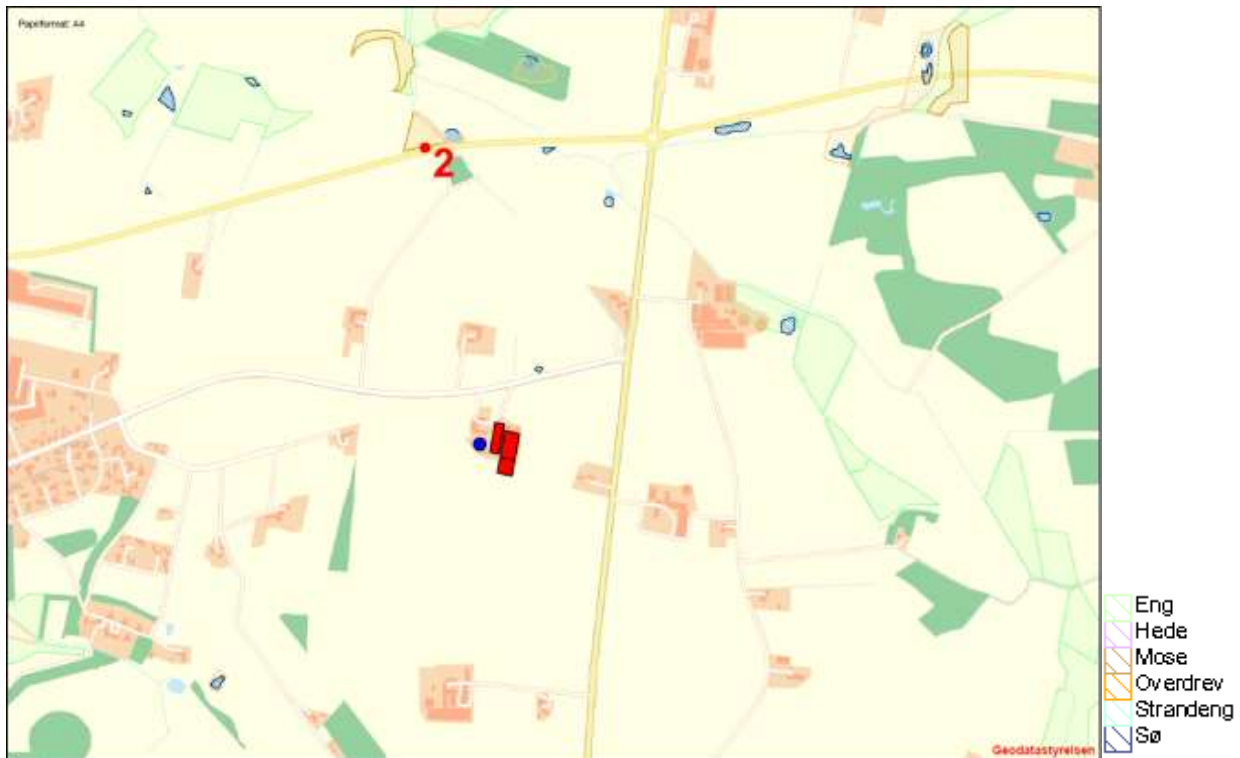 Papirformat: A4
2
Eng
Hede
Mose
Overdrev
Strandeng
Sø
Geodatastyrelsen